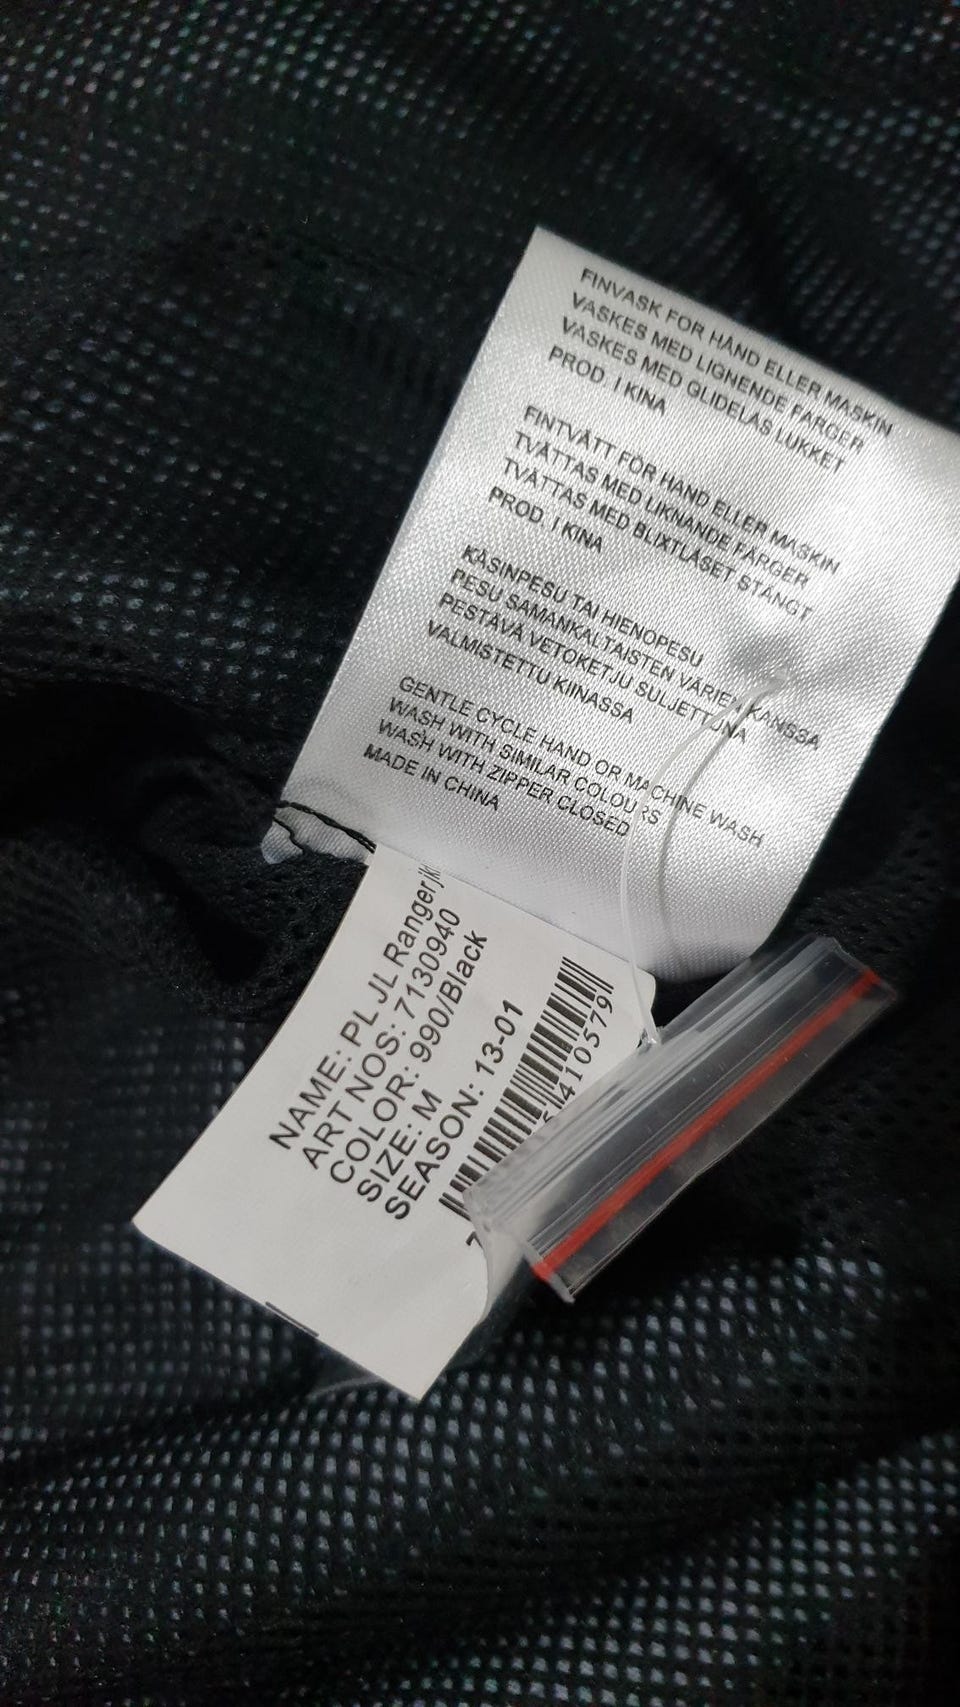 FINVASK FOR HÅND ELLER MASKIN
VASKES MED LIGNENDE FARGER
VASKES MED GLIDELÅS LUKKET
PROD. I KINA
FINTVÄTT FÖR HAND ELLER MASKIN
TVÄTTAS MED LIKNANDE FÄRGER
TVÄTTAS MED BLIXTLÅSET STÄNGT
PROD. I KINA
KÄSINPESU TAI HIENOPESU
PESU SAMANKALTAISTEN VÄRIEN KANSSA
PESTÄVÄ VETOKETJU SULJETTUNA
VALMISTETTU KIINASSA
GENTLE CYCLE HAND OR MACHINE WASH
WASH WITH SIMILAR COLOURS
WASH WITH ZIPPER CLOSED
MADE IN CHINA
NAME: PL JL Ranger
ART NOS: 7130940
COLOR: 990/Black
SIZE: M
SEASON: 13-01
410579